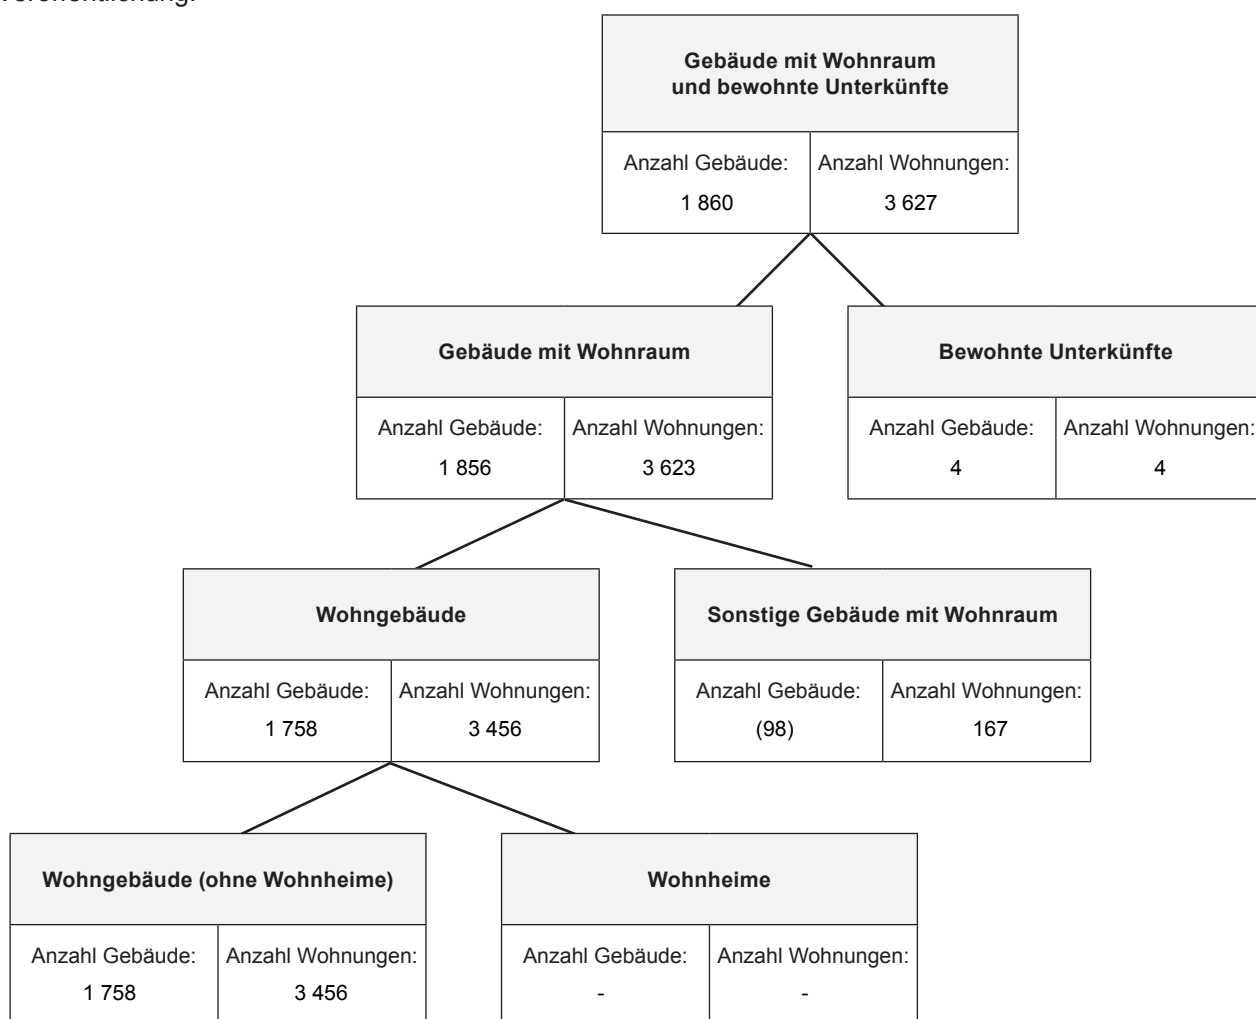 Veröffentlichung.
Gebäude mit Wohnraum
und bewohnte Unterkünfte
Anzahl Gebäude: Anzahl Wohnungen:
1 860 3 627
Gebäude mit Wohnraum Bewohnte Unterkünfte
Anzahl Gebäude: Anzahl Wohnungen: Anzahl Gebäude: Anzahl Wohnungen:
1 856 3 623 4 4
Wohngebäude Sonstige Gebäude mit Wohnraum
Anzahl Gebäude: Anzahl Wohnungen: Anzahl Gebäude: Anzahl Wohnungen:
1 758 3 456 (98) 167
Wohngebäude (ohne Wohnheime) Wohnheime
Anzahl Gebäude: Anzahl Wohnungen: Anzahl Gebäude: Anzahl Wohnungen:
1 758 3 456 - -